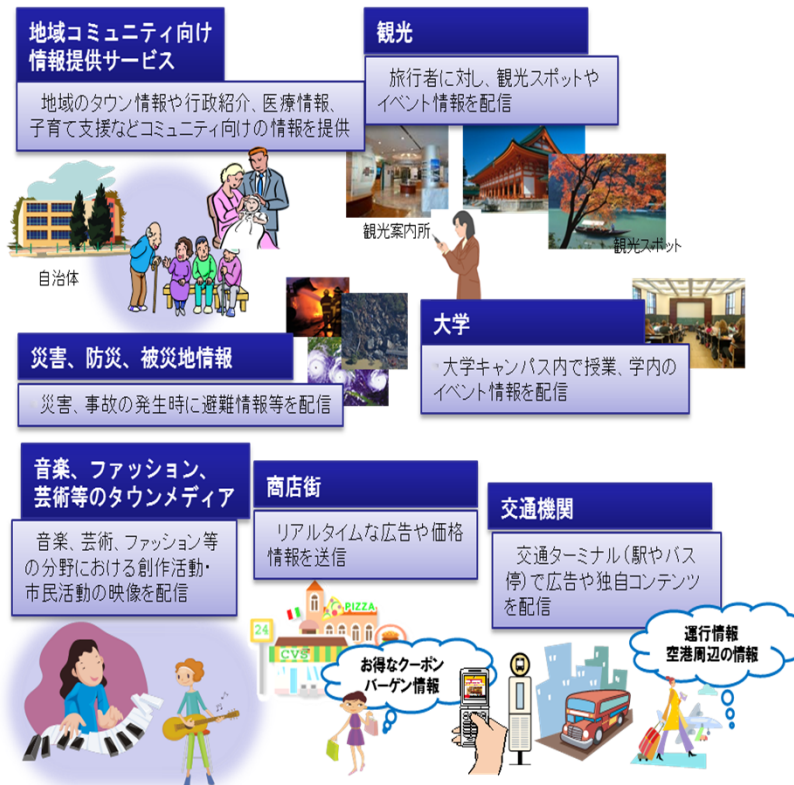 地域コミュニティ向け
情報提供サービス
地域のタウン情報や行政紹介、医療情報、
子育て支援などコミュニティ向けの情報を提供
自治体
観光
旅行者に対し、観光スポットや
イベント情報を配信
観光案内所
観光スポット
災害、防災、被災地情報
災害、事故の発生時に避難情報等を配信
大学
大学キャンパス内で授業、学内の
イベント情報を配信
音楽、ファッション、
芸術等のタウンメディア
音楽、芸術、ファッション等
の分野における創作活動・
市民活動の映像を配信
商店街
リアルタイムな広告や価格
情報を送信
PIZZA
24
CVS
お得なクーポン
バーゲン情報
交通機関
交通ターミナル(駅やバス
停)で広告や独自コンテンツ
を配信
運行情報
空港周辺の情報